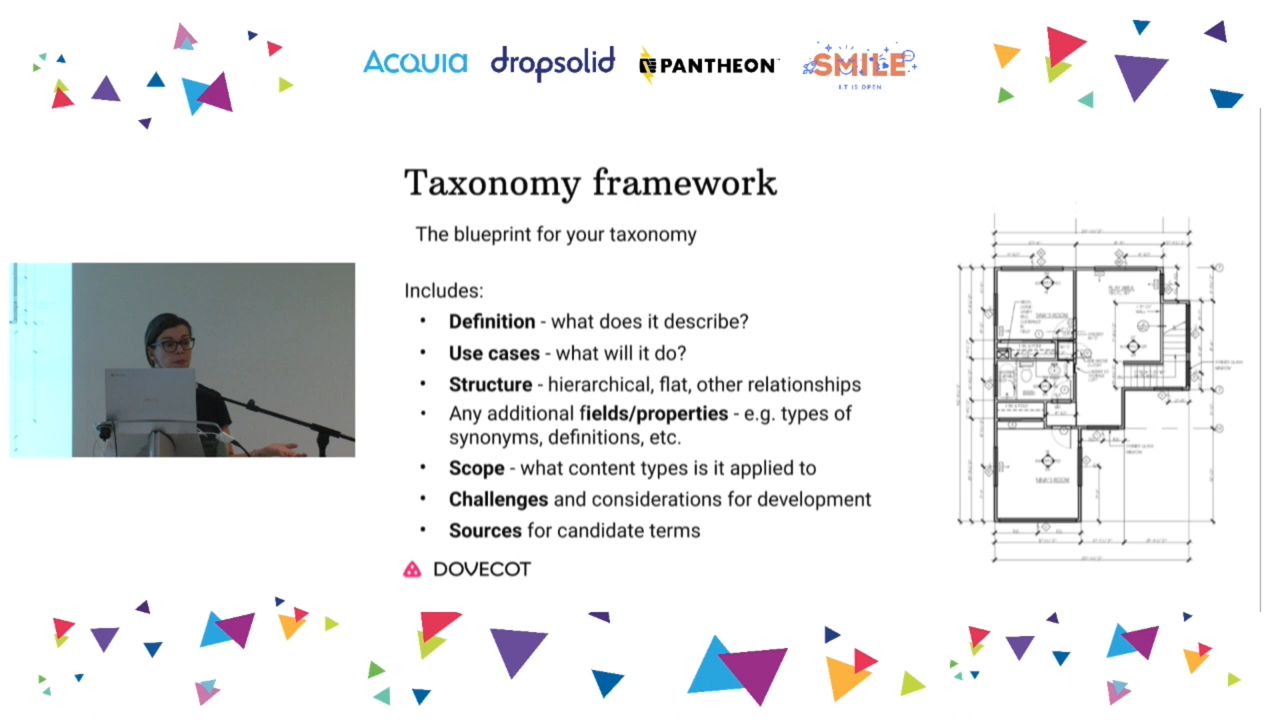 ACQUIA dropsolid PANTHEON SMILE
IT IS OPEN
Taxonomy framework
The blueprint for your taxonomy
Includes:
• Definition - what does it describe?
• Use cases - what will it do?
• Structure - hierarchical, flat, other relationships
• Any additional fields/properties - e.g. types of
synonyms, definitions, etc.
• Scope - what content types is it applied to
• Challenges and considerations for development
• Sources for candidate terms
DOVECOT